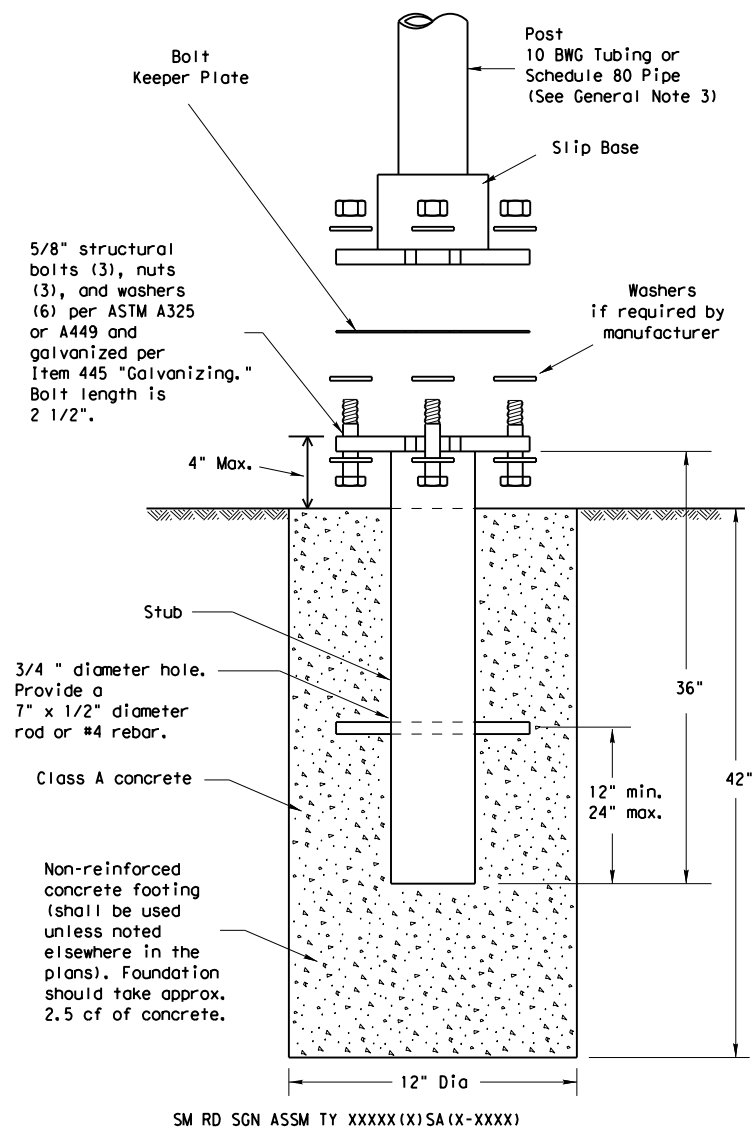 Bolt
Keeper Plate
Post
10 BWG Tubing or
Schedule 80 Pipe
(See General Note 3)
Slip Base
5/8" structural
bolts (3), nuts
(3), and washers
(6) per ASTM A325
or A449 and
galvanized per
Item 445 "Galvanizing."
Bolt length is
2 1/2".
Washers
if required by
manufacturer
4" Max.
Stub
3/4 " diameter hole.
Provide a
7" x 1/2" diameter
rod or #4 rebar.
36"
Class A concrete
12" min.
24" max.
42"
Non-reinforced
concrete footing
(shall be used
unless noted
elsewhere in the
plans). Foundation
should take approx.
2.5 cf of concrete.
12" Dia
SM RD SGN ASSM TY XXXXX(X)SA(X-XXXX)